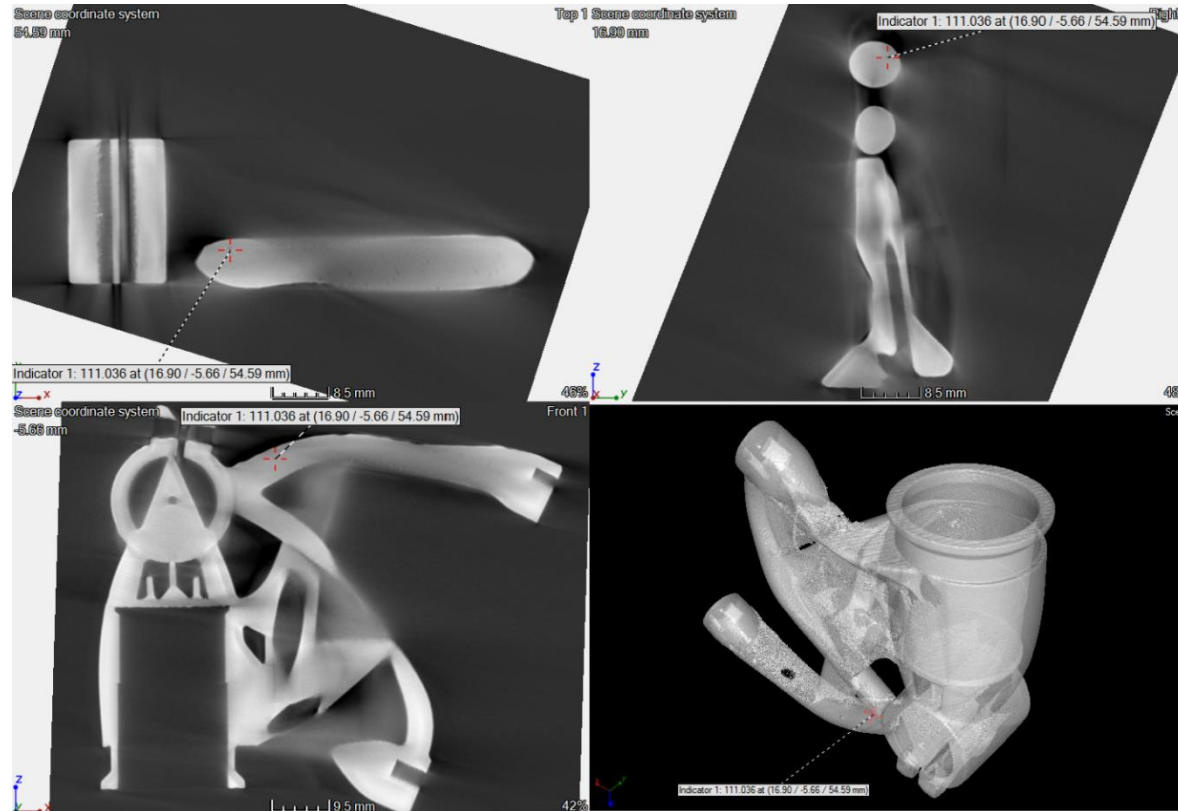 Scene coordinate system
54.59 mm
Top 1
Indicator 1: 111.036 at (16.90 / -5.66 / 54.59 mm)
x
8.5 mm
46%
Scene coordinate system
16.90 mm
Right
Indicator 1: 111.036 at (16.90 / -5.66 / 54.59 mm)
z
x
y
8.5 mm
48
Scene coordinate system
-5.66 mm
Front 1
Indicator 1: 111.036 at (16.90 / -5.66 / 54.59 mm)
z
y
x
9.5 mm
42%
Sce
Indicator 1: 111.036 at (16.90 / -5.66 / 54.59 mm)